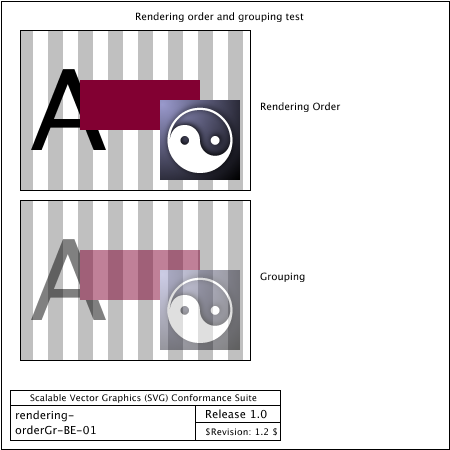 Rendering order and grouping test
A
Rendering Order
A
Grouping
Scalable Vector Graphics (SVG) Conformance Suite
rendering-
orderGr-BE-01
Release 1.0
$Revision: 1.2 $